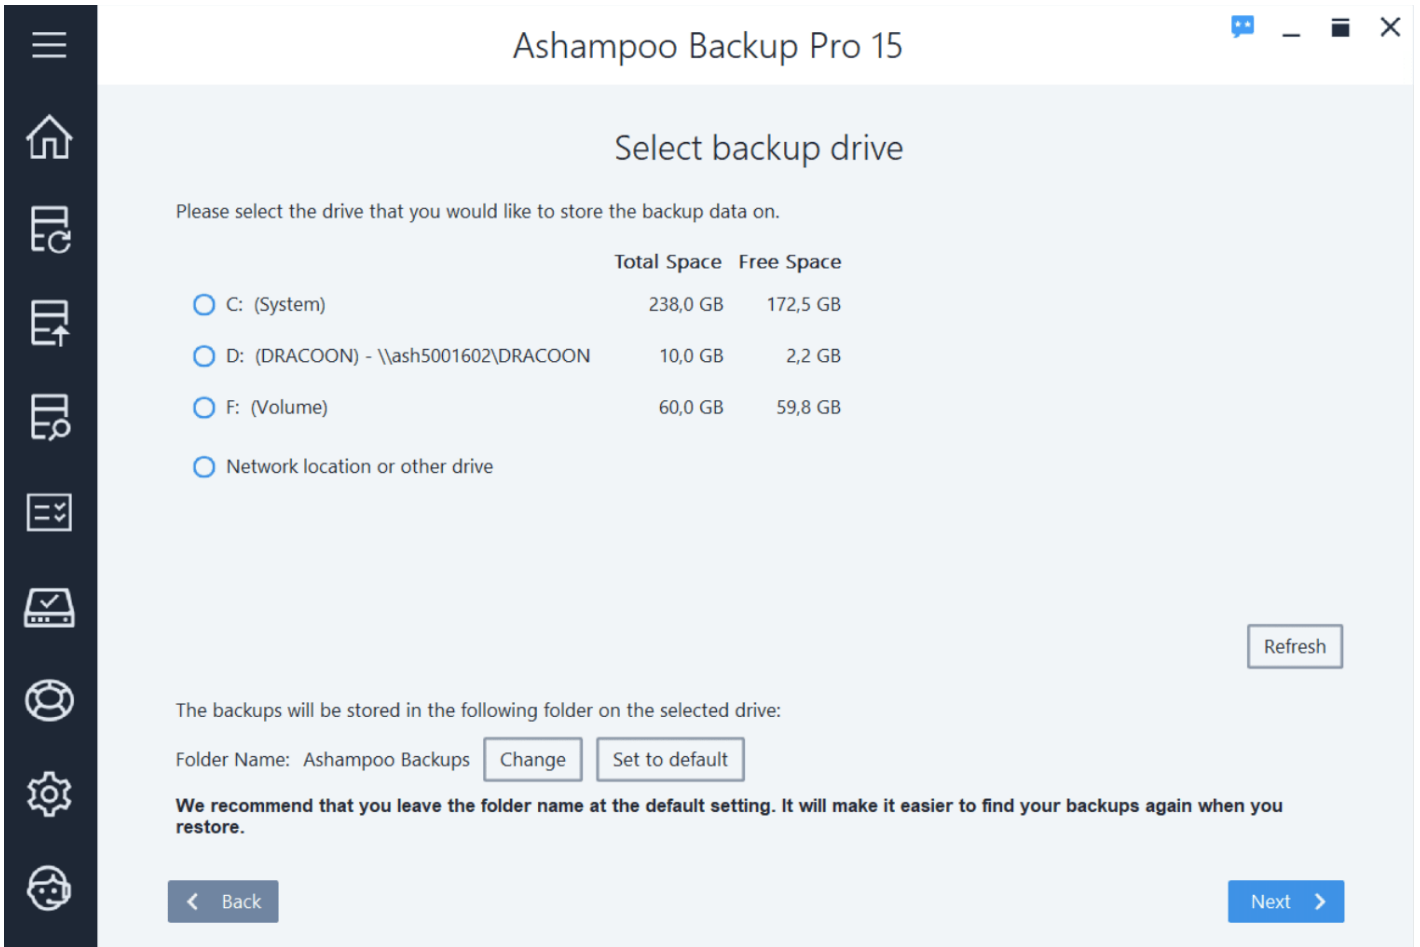 Ashampoo Backup Pro 15
Select backup drive
Please select the drive that you would like to store the backup data on.
Total Space Free Space
C: (System) 238,0 GB 172,5 GB
D: (DRACOON) - \\ash5001602\DRACOON 10,0 GB 2,2 GB
F: (Volume) 60,0 GB 59,8 GB
Network location or other drive
Refresh
The backups will be stored in the following folder on the selected drive:
Folder Name: Ashampoo Backups Change Set to default
We recommend that you leave the folder name at the default setting. It will make it easier to find your backups again when you
restore.
Back Next